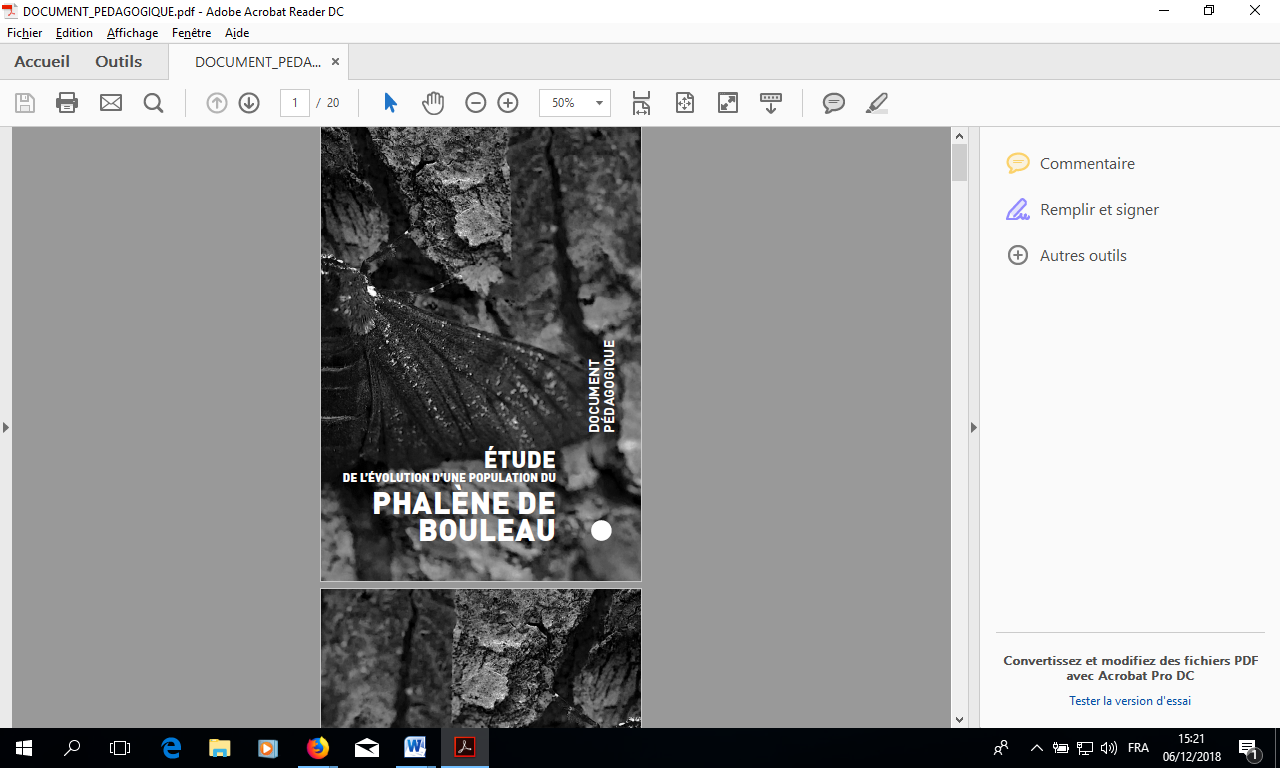 DOCUMENT_PEDAGOGIQUE.pdf - Adobe Acrobat Reader DC
Fichier Edition Affichage Fenêtre Aide
Accueil Outils DOCUMENT_PEDA... ×
1 / 20 50%
DOCUMENT
PÉDAGOGIQUE
ÉTUDE
DE L'ÉVOLUTION D'UNE POPULATION DU
PHALÈNE DE
BOULEAU
Commentaire
Remplir et signer
Autres outils
Convertissez et modifiez des fichiers PDF
avec Acrobat Pro DC
Tester la version d'essai
FRA
15:21
06/12/2018
1